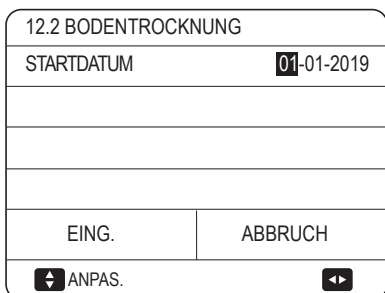 12.2 BODENTROCKNUNG
STARTDATUM 01-01-2019
EING. ABBRUCH
ANPAS.